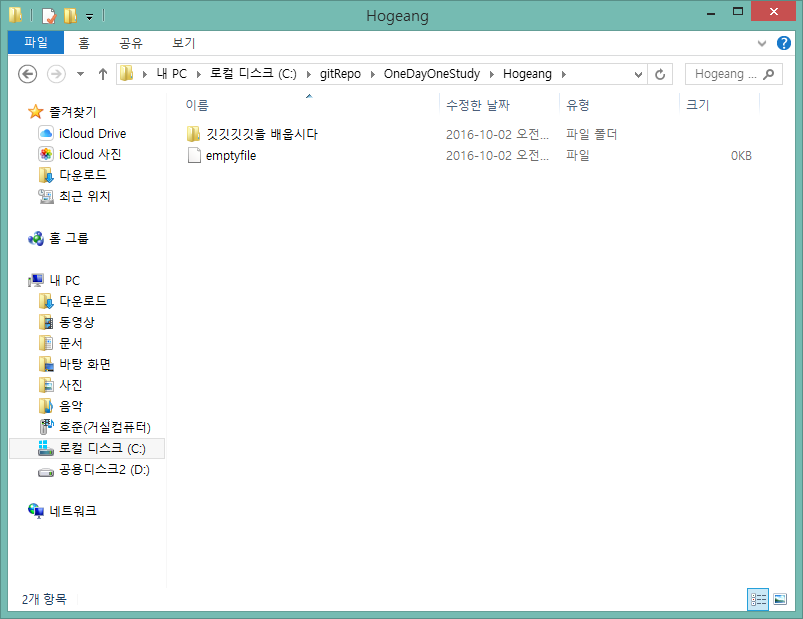 Hogeang
파일 홈 공유 보기
내 PC 로컬 디스크 (C:) gitRepo OneDayOneStudy Hogeang
Hogeang ...
이름 수정한 날짜 유형 크기
깃깃깃깃을 배웁시다 2016-10-02 오전... 파일 폴더
emptyfile 2016-10-02 오전... 파일 0KB
즐겨찾기
iCloud Drive
iCloud 사진
다운로드
최근 위치
홈 그룹
내 PC
다운로드
동영상
문서
바탕 화면
사진
음악
호준(거실컴퓨터)
로컬 디스크 (C:)
공용디스크2 (D:)
네트워크
2개 항목